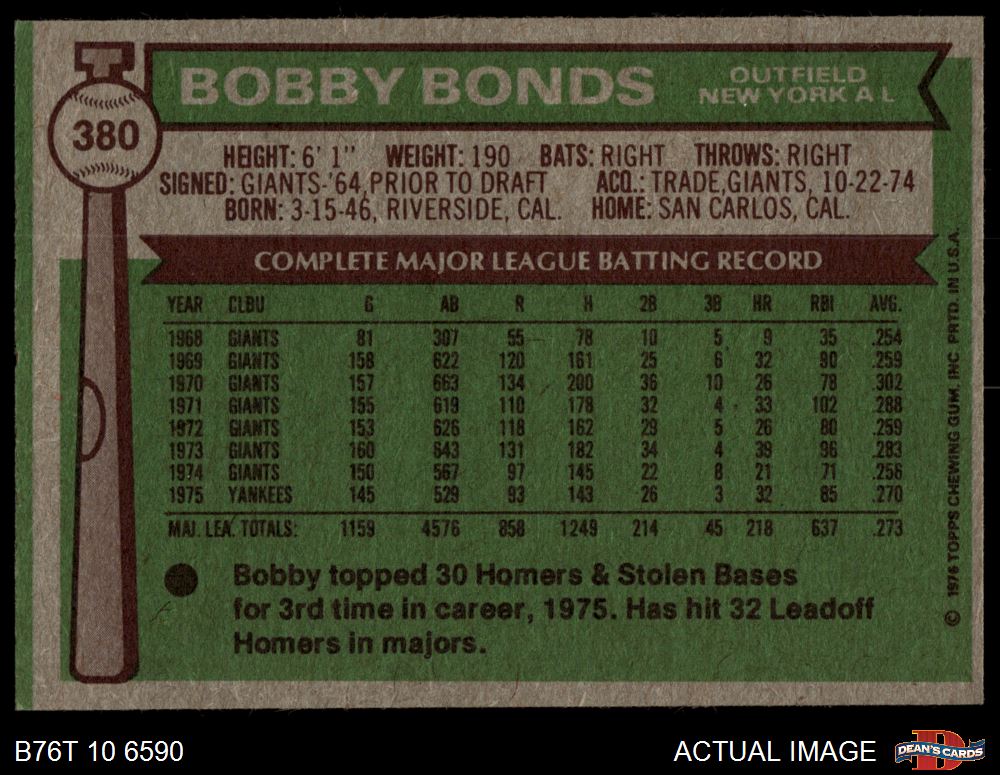 380
BOBBY BONDS
OUTFIELD
NEW YORK A L
HEIGHT: 6' 1" WEIGHT: 190 BATS: RIGHT THROWS: RIGHT
SIGNED: GIANTS-'64, PRIOR TO DRAFT ACQ.: TRADE, GIANTS, 10-22-74
BORN: 3-15-46, RIVERSIDE, CAL. HOME: SAN CARLOS, CAL.
COMPLETE MAJOR LEAGUE BATTING RECORD
YEAR CLBU G AB R H 2B 3B HR RBI AVG.
1968 GIANTS 81 307 55 78 10 5 9 35 .254
1969 GIANTS 158 622 120 161 25 6 32 90 .259
1970 GIANTS 157 663 134 200 36 10 26 78 .302
1971 GIANTS 155 619 110 178 32 4 33 102 .288
1972 GIANTS 153 626 118 162 29 5 26 80 .259
1973 GIANTS 160 643 131 182 34 4 39 96 .283
1974 GIANTS 150 567 97 145 22 8 21 71 .256
1975 YANKEES 145 529 93 143 26 3 32 85 .270
MAJ. LEA. TOTALS: 1159 4576 858 1249 214 45 218 637 .273
Bobby topped 30 Homers & Stolen Bases
for 3rd time in career, 1975. Has hit 32 Leadoff
Homers in majors.
© 1976 TOPPS CHEWING GUM, INC. PRTD. IN U.S.A.
B76T 10 6590
ACTUAL IMAGE
DEAN'S CARDS